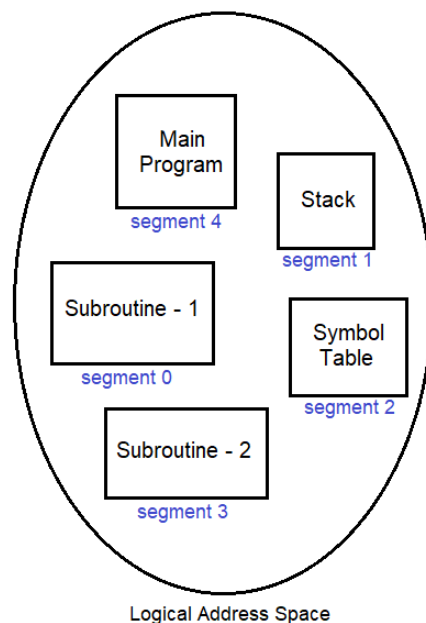 Main
Program
segment 4
Stack
segment 1
Subroutine - 1
segment 0
Symbol
Table
segment 2
Subroutine - 2
segment 3
Logical Address Space